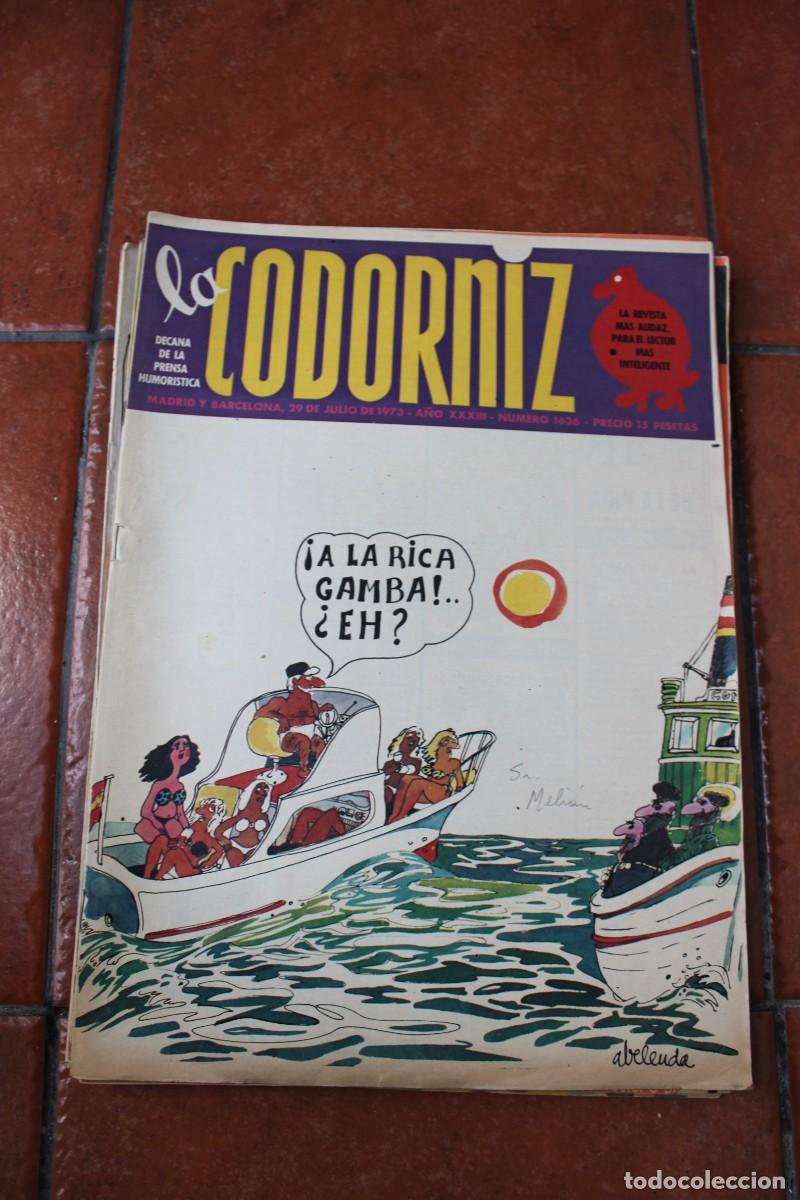 la CODORNIZ
DECANA
DE LA
PRENSA
HUMORISTICA
LA REVISTA
MAS AUDAZ,
PARA EL LECTOR
MAS
INTELIGENTE
MADRID Y BARCELONA, 29 DE JULIO DE 1973 - AÑO XXXIII - NUMERO 1636 - PRECIO 15 PESETAS
¡A LA RICA
GAMBA!..
¿EH?
Sr.
Melián
abelenda
todocoleccion